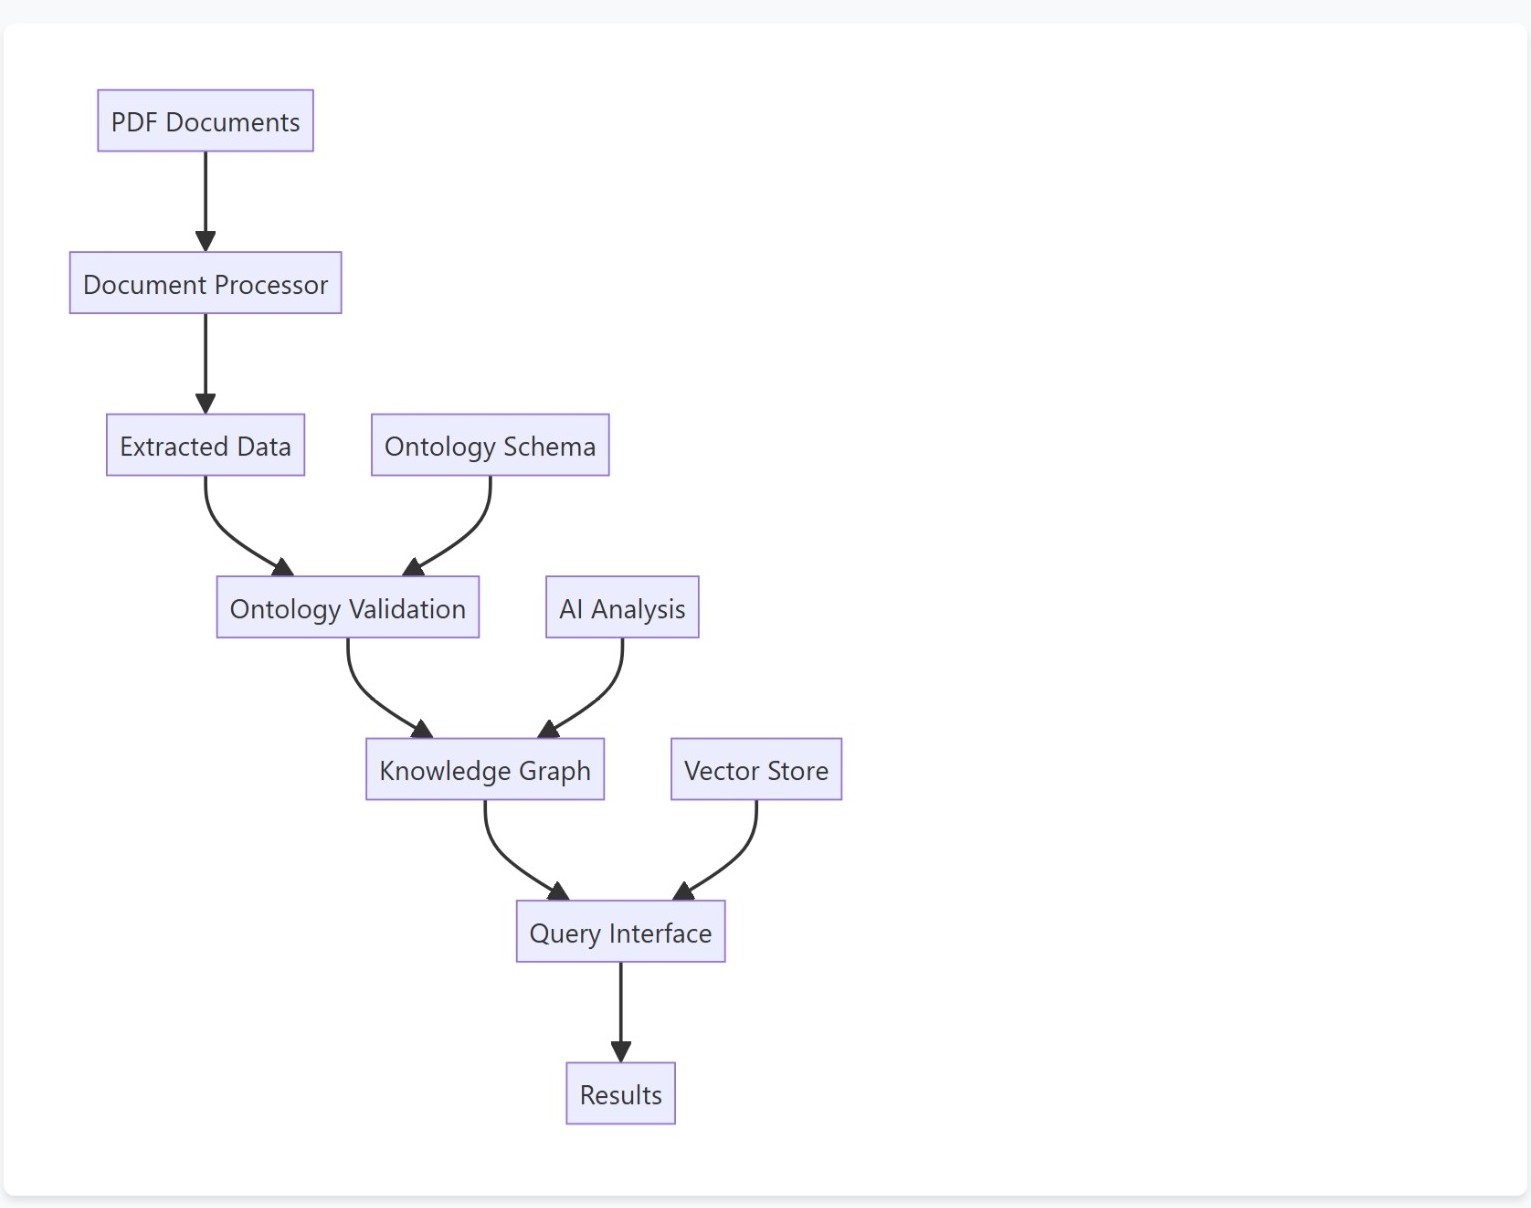 PDF Documents
Document Processor
Extracted Data
Ontology Schema
Ontology Validation
AI Analysis
Knowledge Graph
Vector Store
Query Interface
Results